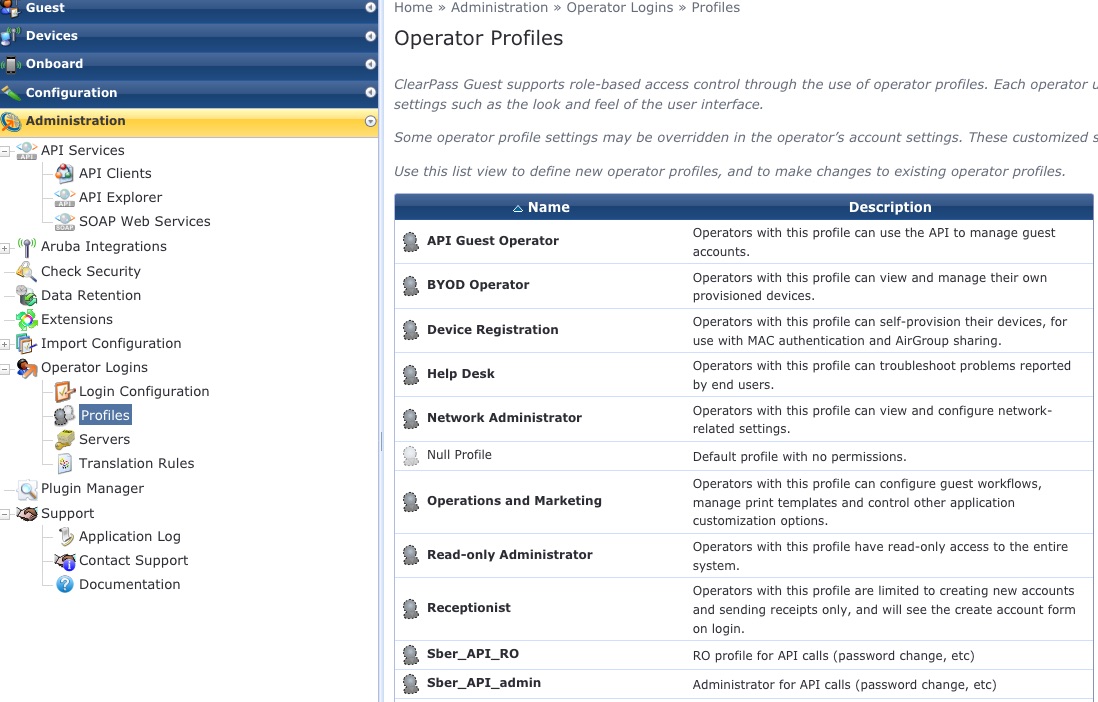 Guest
Devices
Onboard
Configuration
Administration
API Services
API
API Clients
API Explorer
API
SOAP Web Services
SOAP
Aruba Integrations
Check Security
Data Retention
Extensions
Import Configuration
Operator Logins
Login Configuration
Profiles
Servers
Translation Rules
Plugin Manager
Support
Application Log
Contact Support
Documentation
Home » Administration » Operator Logins » Profiles
Operator Profiles
ClearPass Guest supports role-based access control through the use of operator profiles. Each operator u
settings such as the look and feel of the user interface.
Some operator profile settings may be overridden in the operator’s account settings. These customized s
Use this list view to define new operator profiles, and to make changes to existing operator profiles.
Name Description
API Guest Operator
Operators with this profile can use the API to manage guest
accounts.
BYOD Operator
Operators with this profile can view and manage their own
provisioned devices.
Device Registration
Operators with this profile can self-provision their devices, for
use with MAC authentication and AirGroup sharing.
Help Desk
Operators with this profile can troubleshoot problems reported
by end users.
Network Administrator
Operators with this profile can view and configure network-
related settings.
Null Profile
Default profile with no permissions.
Operations and Marketing
Operators with this profile can configure guest workflows,
manage print templates and control other application
customization options.
Read-only Administrator
Operators with this profile have read-only access to the entire
system.
Receptionist
Operators with this profile are limited to creating new accounts
and sending receipts only, and will see the create account form
on login.
Sber_API_RO
RO profile for API calls (password change, etc)
Sber_API_admin
Administrator for API calls (password change, etc)